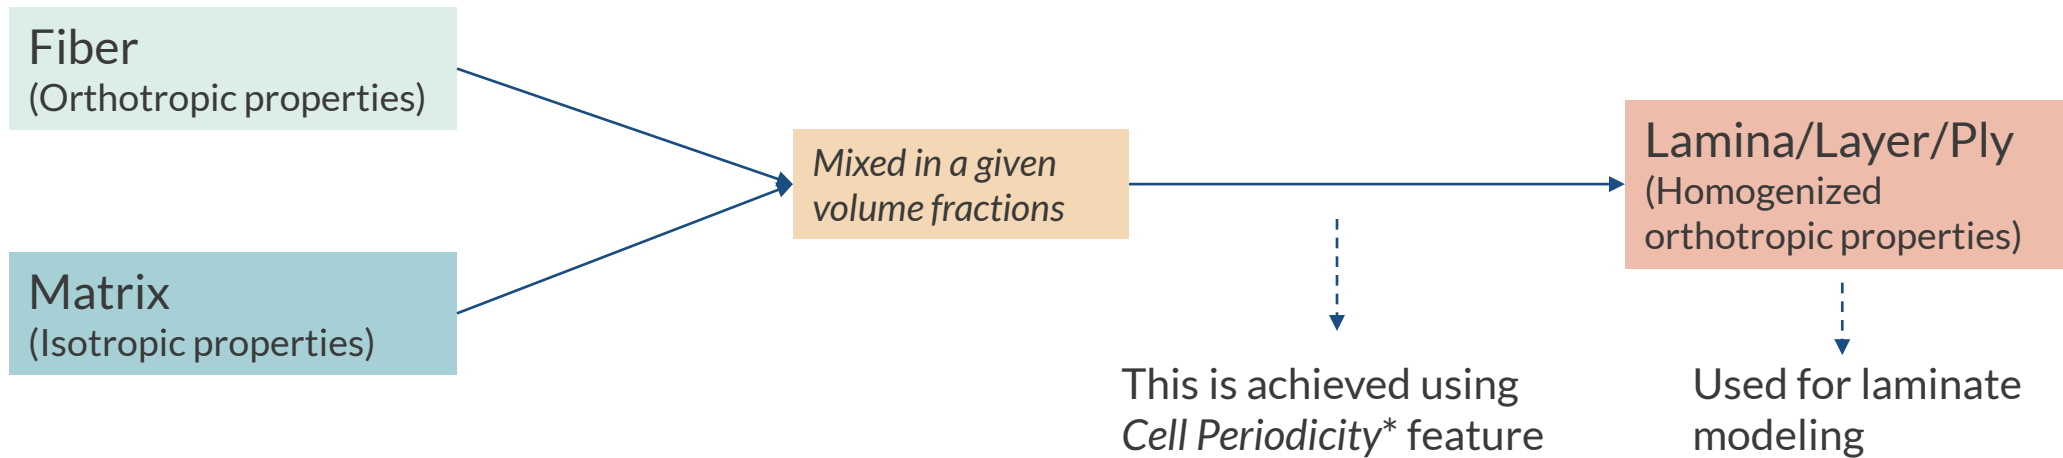 Fiber
(Orthotropic properties)
Matrix
(Isotropic properties)
Mixed in a given
volume fractions
Lamina/Layer/Ply
(Homogenized
orthotropic properties)
This is achieved using
Cell Periodicity* feature
Used for laminate
modeling